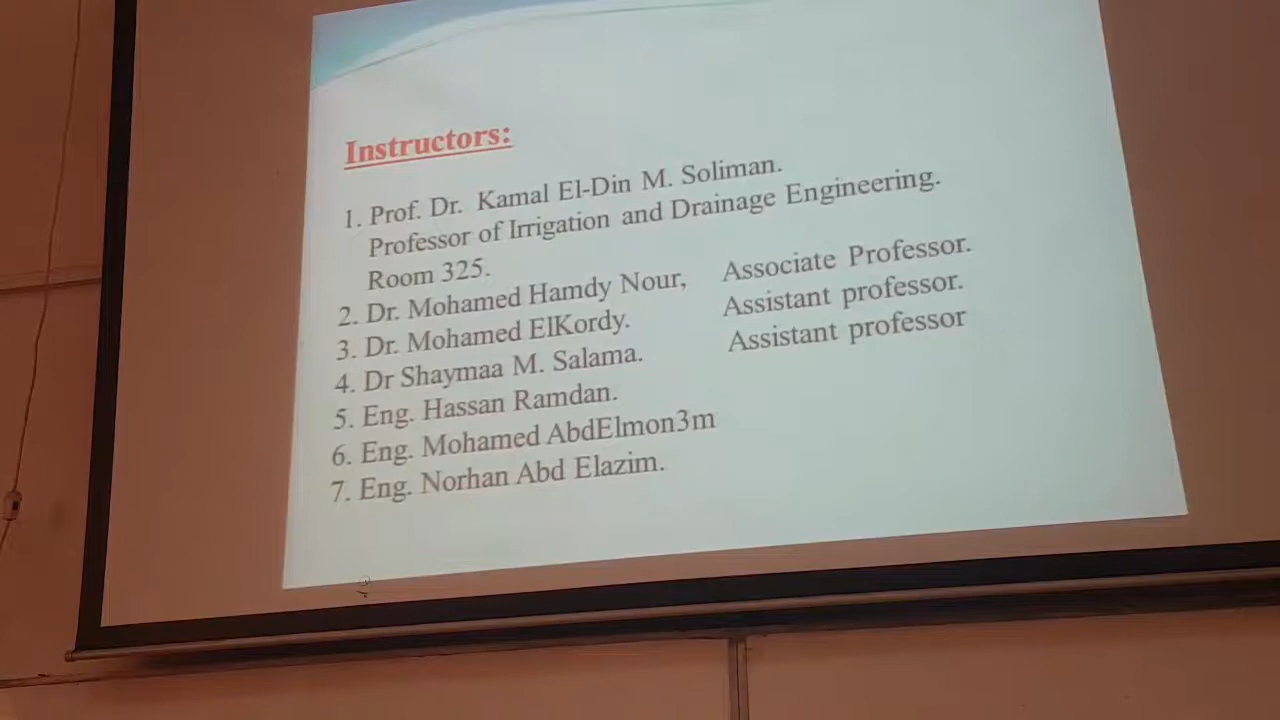 Instructors:
1. Prof. Dr. Kamal El-Din M. Soliman.
Professor of Irrigation and Drainage Engineering.
Room 325.
2. Dr. Mohamed Hamdy Nour, Associate Professor.
3. Dr. Mohamed ElKordy. Assistant professor.
4. Dr Shaymaa M. Salama. Assistant professor
5. Eng. Hassan Ramdan.
6. Eng. Mohamed AbdElmon3m
7. Eng. Norhan Abd Elazim.